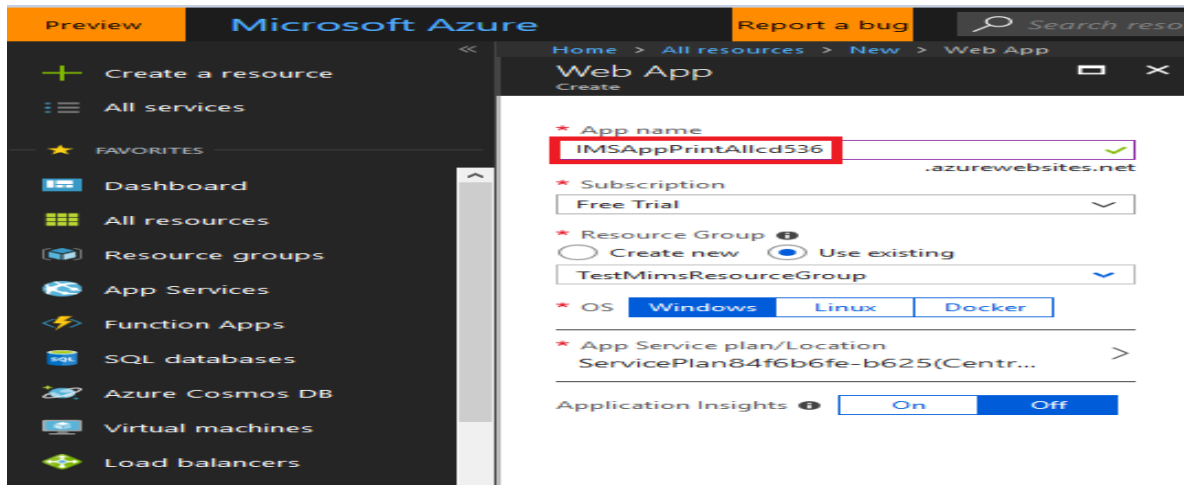 Preview
Microsoft Azure
Report a bug
Search reso
Home > All resources > New > Web App
Web App
Create
Create a resource
All services
FAVORITES
Dashboard
All resources
Resource groups
App Services
Function Apps
SQL databases
Azure Cosmos DB
Virtual machines
Load balancers
* App name
IMSAppPrintAllcd536
.azurewebsites.net
* Subscription
Free Trial
* Resource Group
Create new Use existing
TestMimsResourceGroup
* OS Windows Linux Docker
* App Service plan/Location
ServicePlan84f6b6fe-b625(Centr...
Application Insights On Off